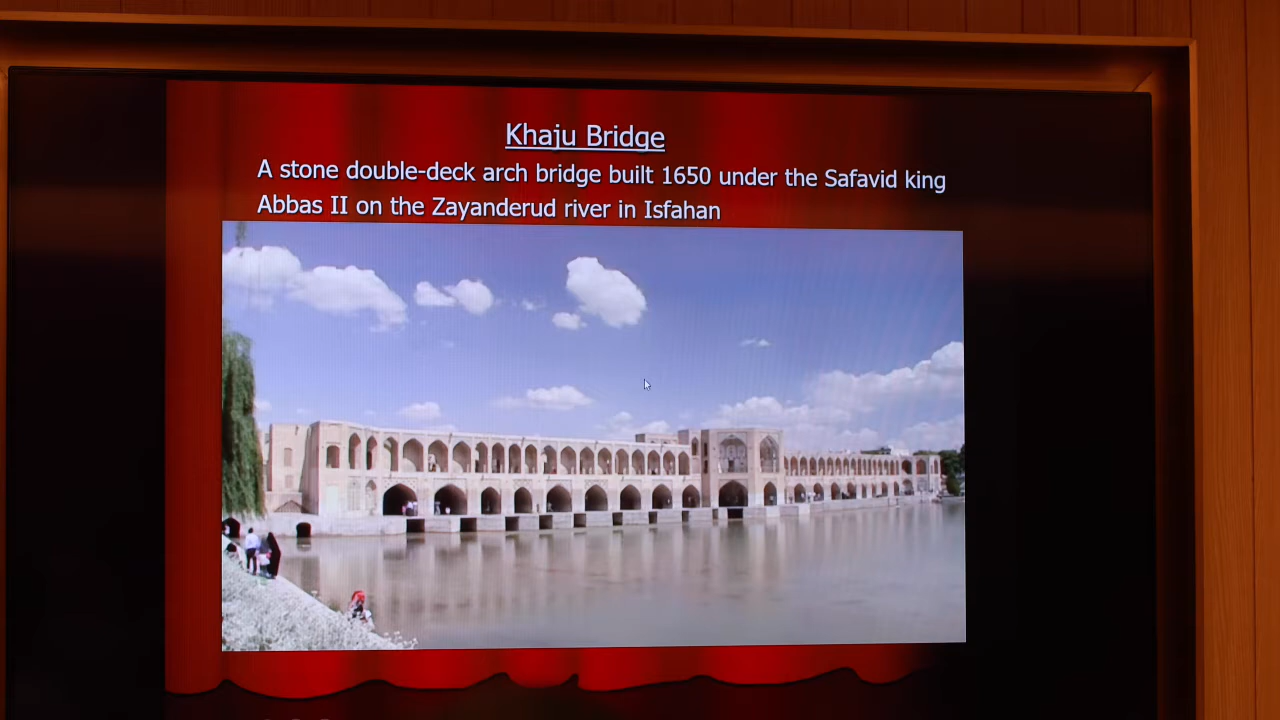 Khaju Bridge
A stone double-deck arch bridge built 1650 under the Safavid king
Abbas II on the Zayanderud river in Isfahan